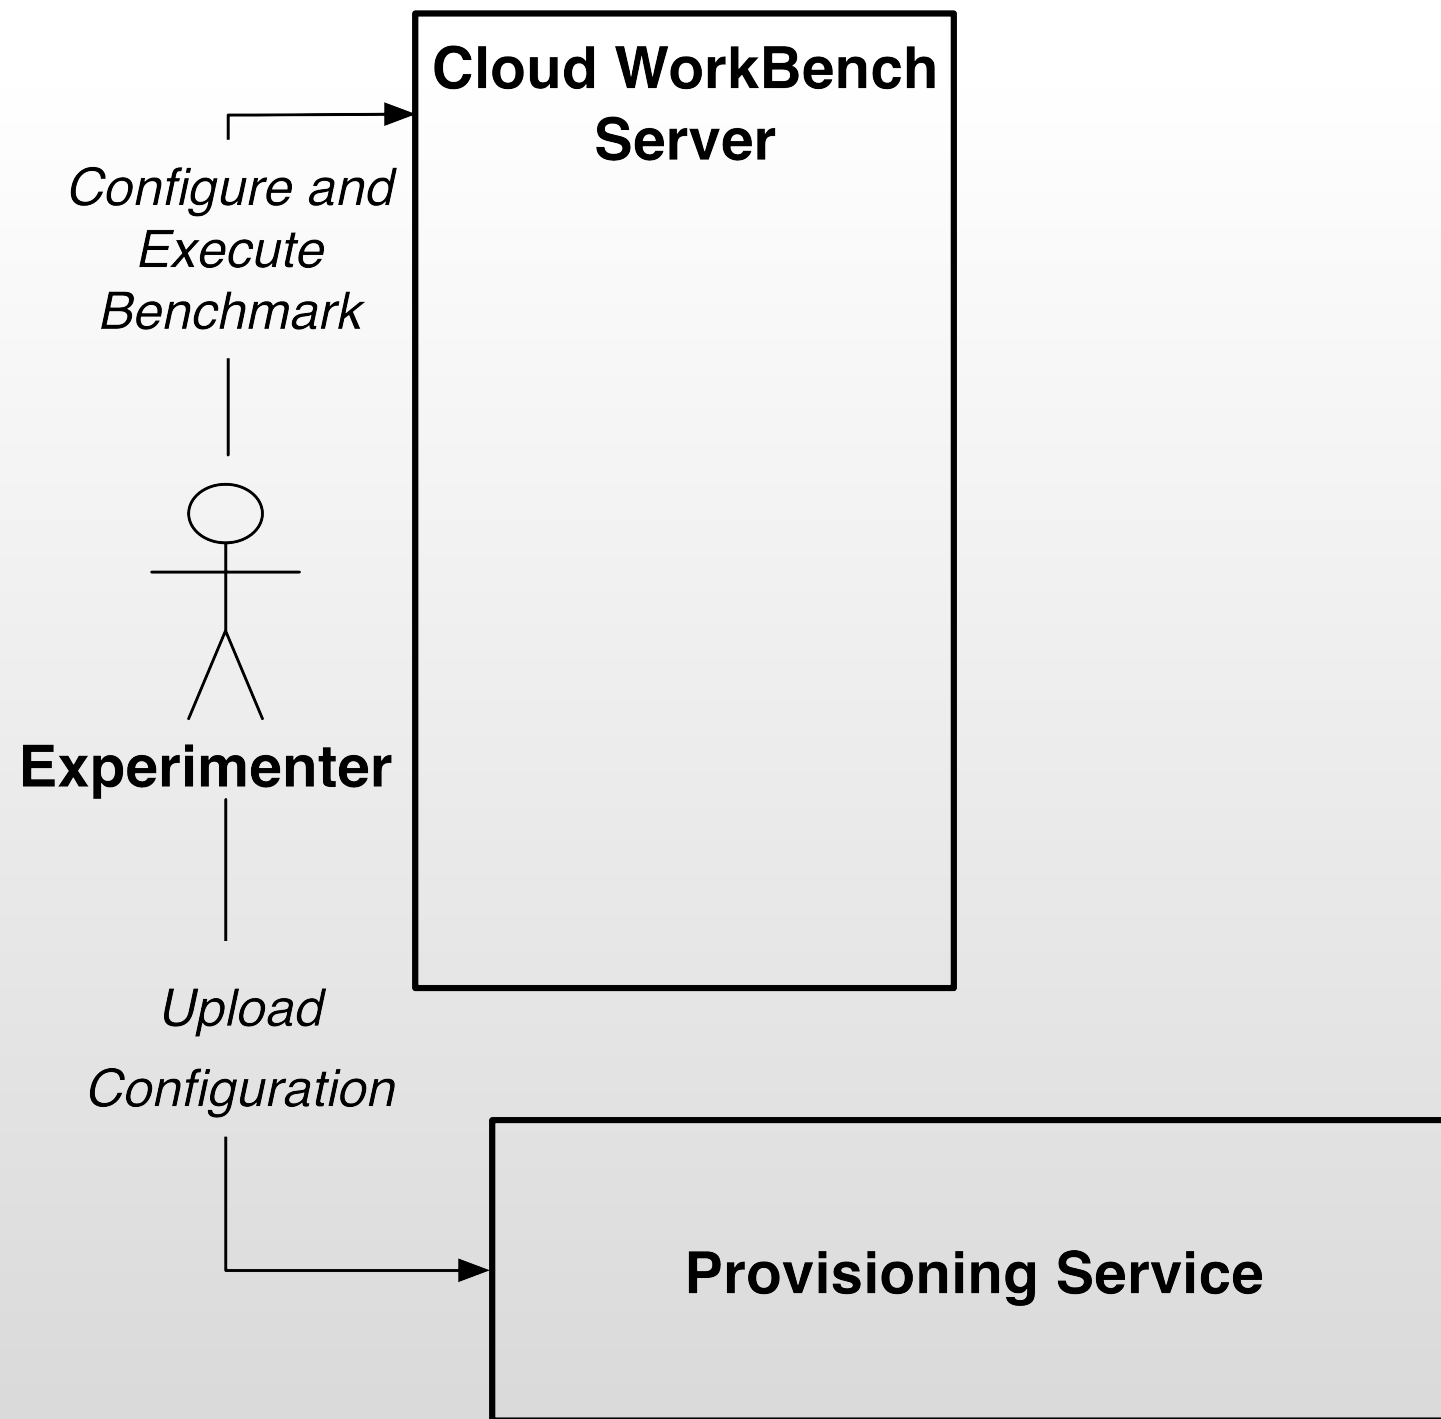 Cloud WorkBench
Server
Configure and
Execute
Benchmark
Experimenter
Upload
Configuration
Provisioning Service